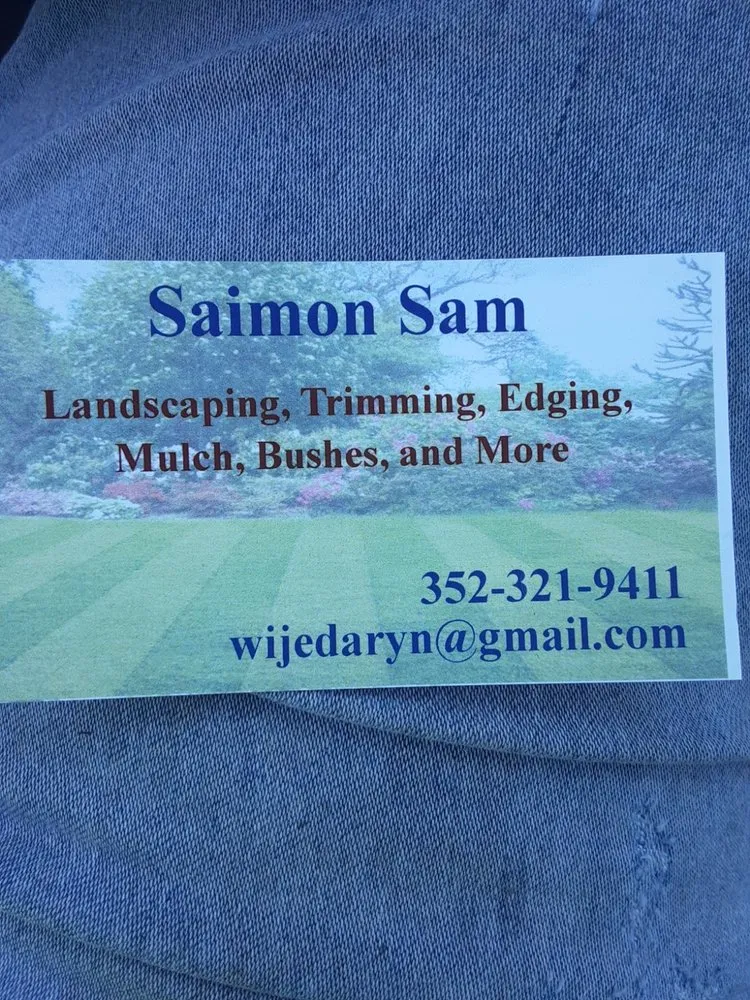 Saimon Sam
Landscaping, Trimming, Edging,
Mulch, Bushes, and More
352-321-9411
wijedaryn@gmail.com